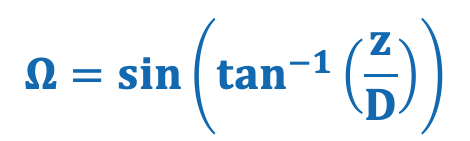 Ω = sin(tan⁻¹(z/D))